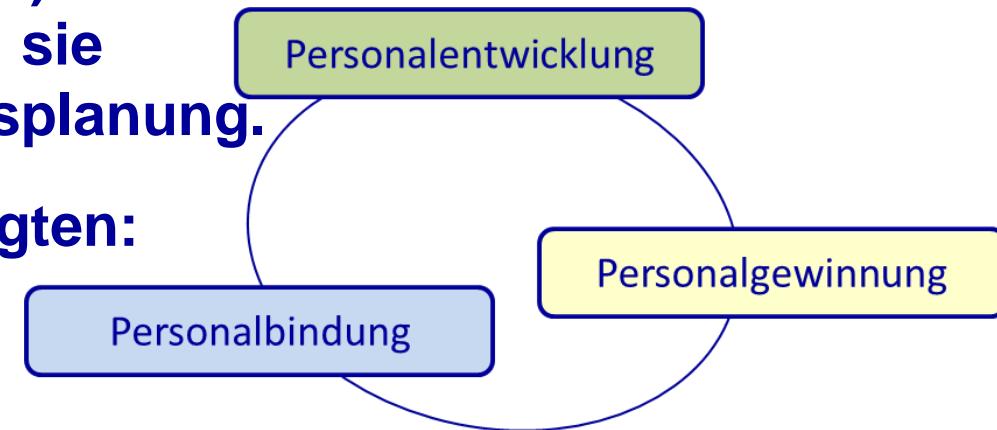 sie
Personalentwicklung
splanung.
gten:
Personalgewinnung
Personalbindung